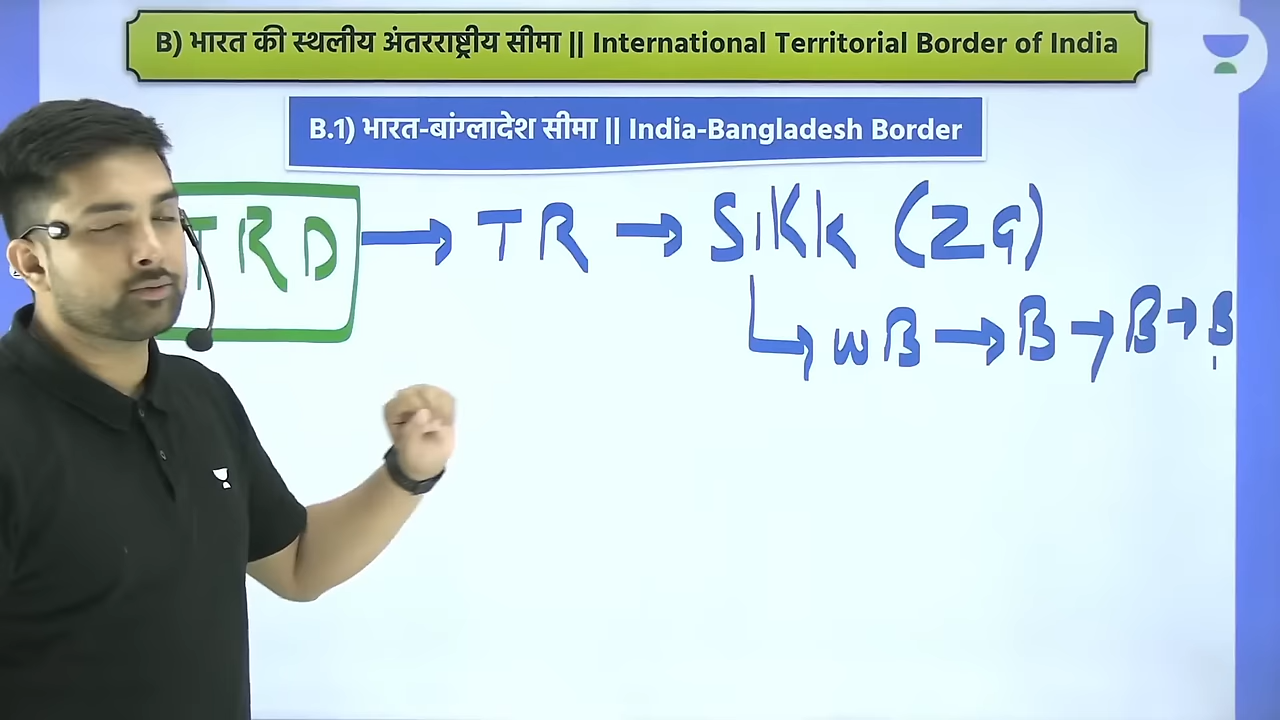 B) भारत की स्थलीय अंतरराष्ट्रीय सीमा || International Territorial Border of India
B.1) भारत-बांग्लादेश सीमा || India-Bangladesh Border
TRD → TR → SIKK (ZG)
↳ WB → B → B → B